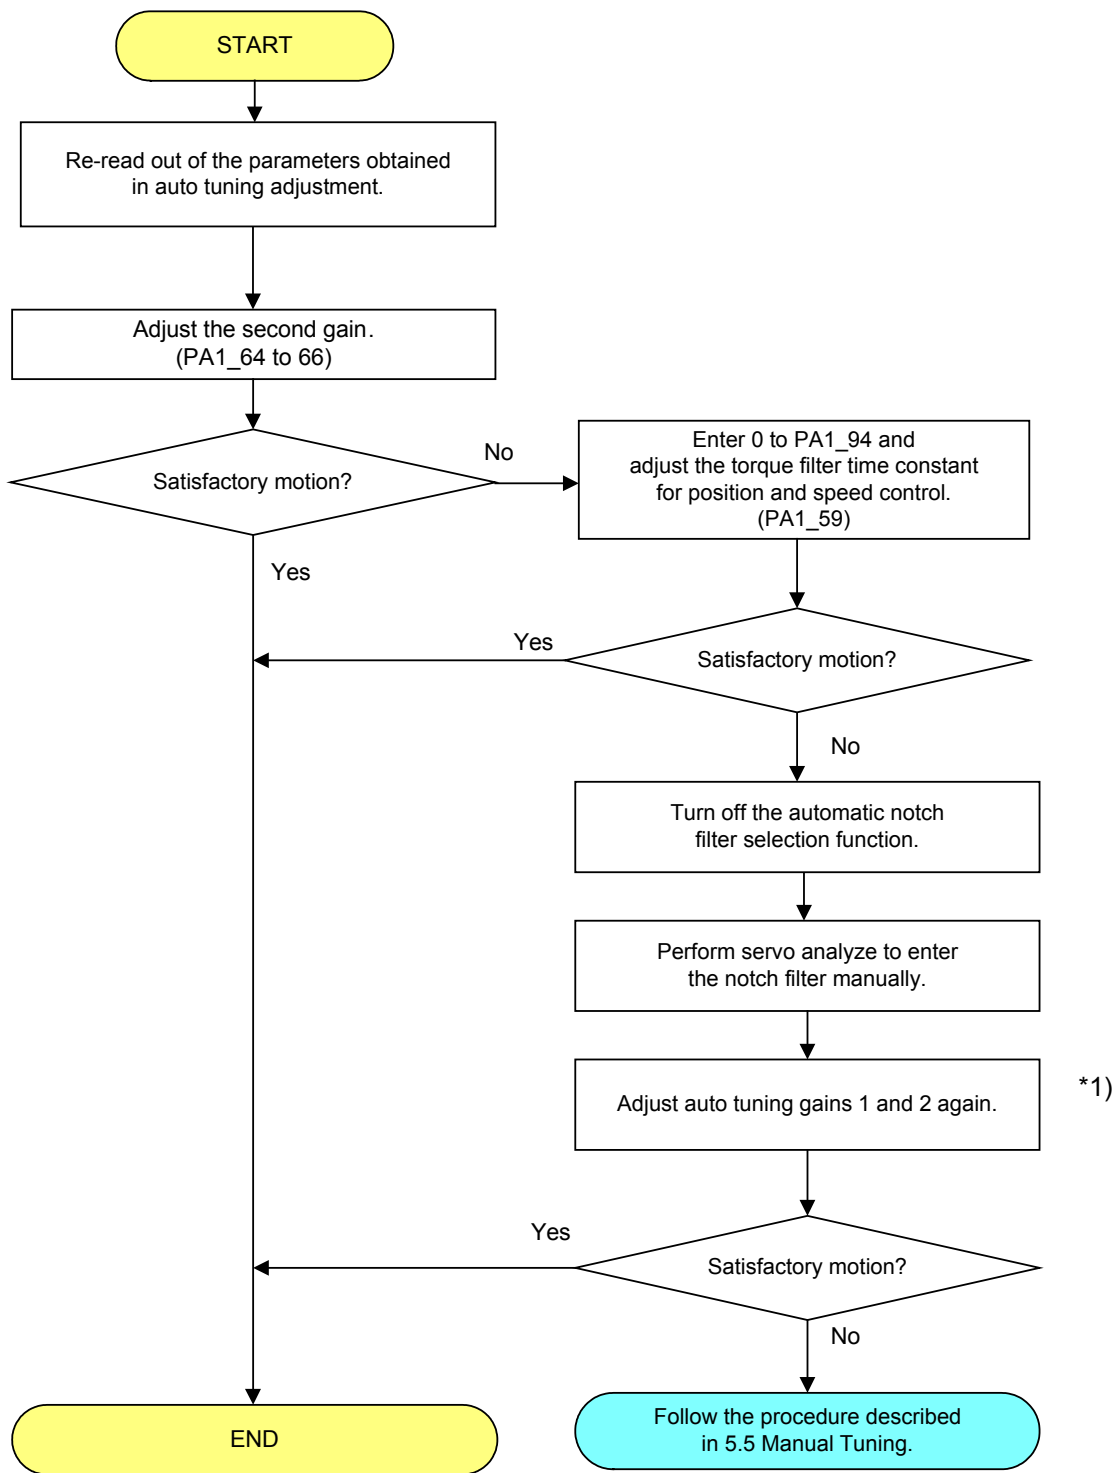 START
Re-read out of the parameters obtained
in auto tuning adjustment.
Adjust the second gain.
(PA1_64 to 66)
Satisfactory motion?
No
Enter 0 to PA1_94 and
adjust the torque filter time constant
for position and speed control.
(PA1_59)
Yes
Yes
Satisfactory motion?
No
Turn off the automatic notch
filter selection function.
Perform servo analyze to enter
the notch filter manually.
Adjust auto tuning gains 1 and 2 again.
*1)
Yes
Satisfactory motion?
No
END
Follow the procedure described
in 5.5 Manual Tuning.